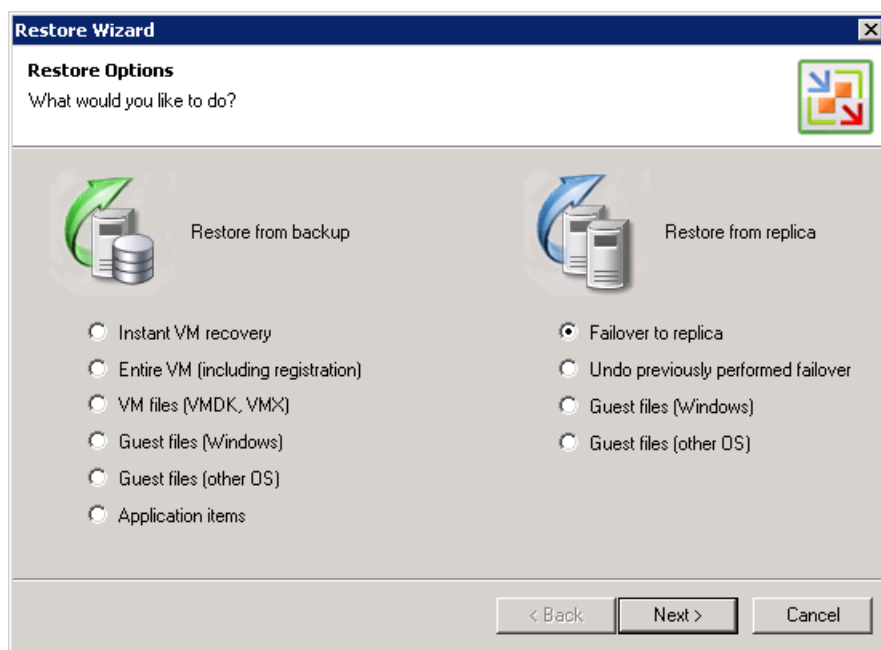 Restore Wizard
Restore Options
What would you like to do?
Restore from backup
Instant VM recovery
Entire VM (including registration)
VM files (VMDK, VMX)
Guest files (Windows)
Guest files (other OS)
Application items
Restore from replica
Failover to replica
Undo previously performed failover
Guest files (Windows)
Guest files (other OS)
< Back
Next >
Cancel